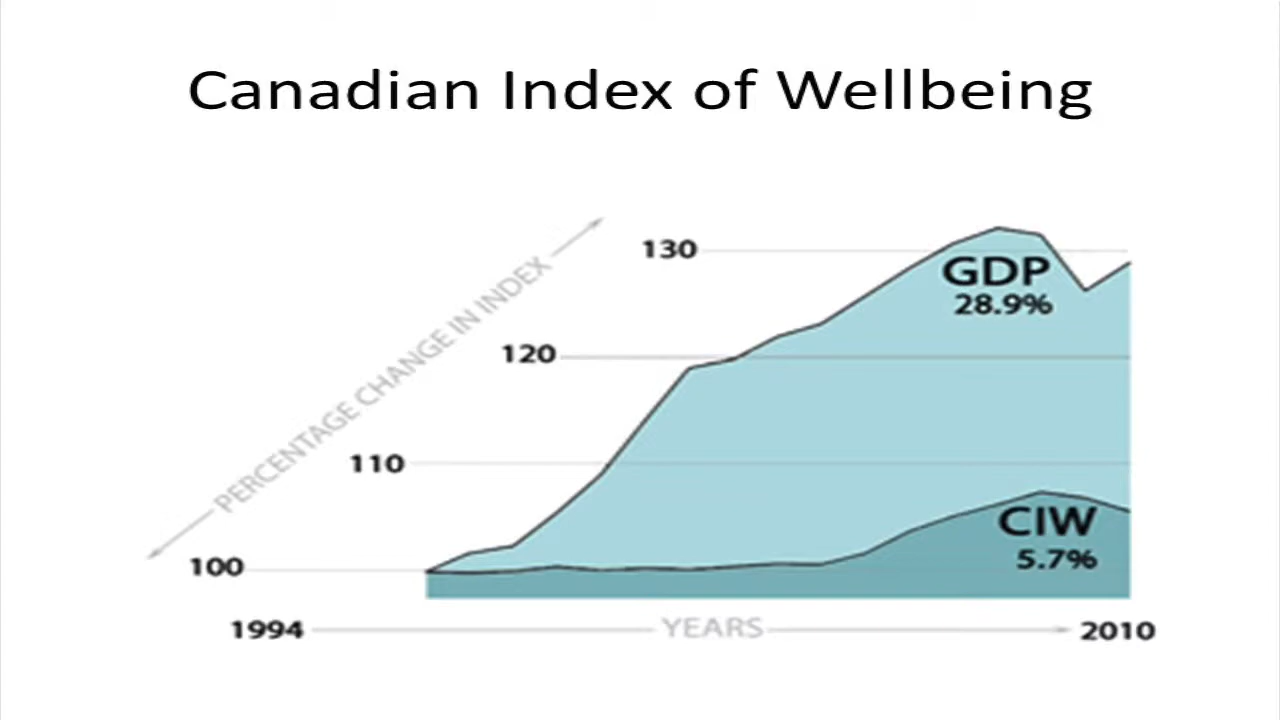 Canadian Index of Wellbeing
PERCENTAGE CHANGE IN INDEX
130
GDP
28.9%
120
110
CIW
5.7%
100
1994
YEARS
2010